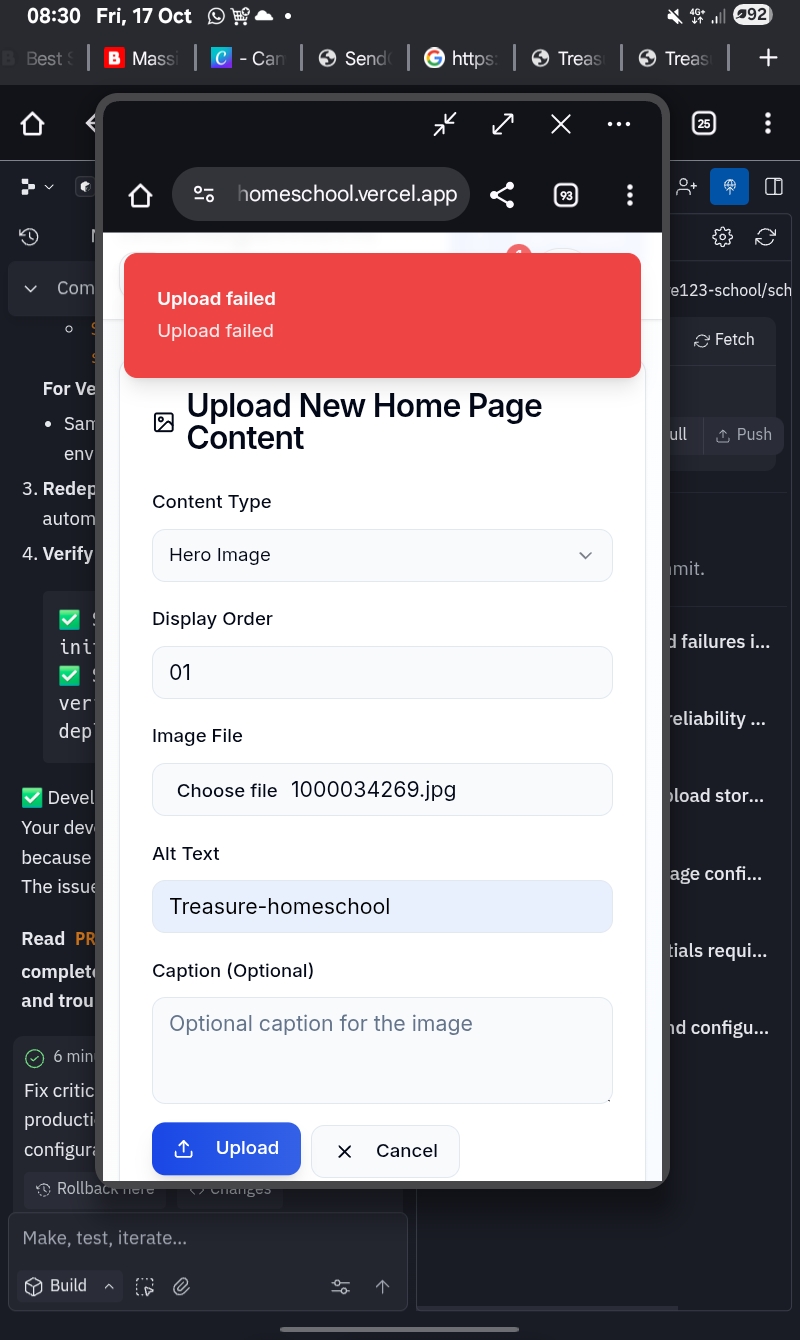 08:30 Fri, 17 Oct
4G+
92
Best
Massi
- Can
Send
https:
Treas
Treas
25
homeschool.vercel.app
93
Com
e123-school/sch
Upload failed
Upload failed
Fetch
For Ve
Upload New Home Page
Content
Sam
env
ull
Push
3. Redep
autom
Content Type
Hero Image
4. Verify
mit.
Display Order
01
init
ver
dep
d failures i...
reliability ...
Image File
Choose file 1000034269.jpg
✅ Devel
Your dev
because
The issue
load stor...
Alt Text
Treasure-homeschool
age confi...
Read PR
complete
and trou
tials requi...
Caption (Optional)
Optional caption for the image
nd configu...
6 min
Fix critic
producti
configura
Upload
Cancel
Rollback here
Changes
Make, test, iterate...
Build